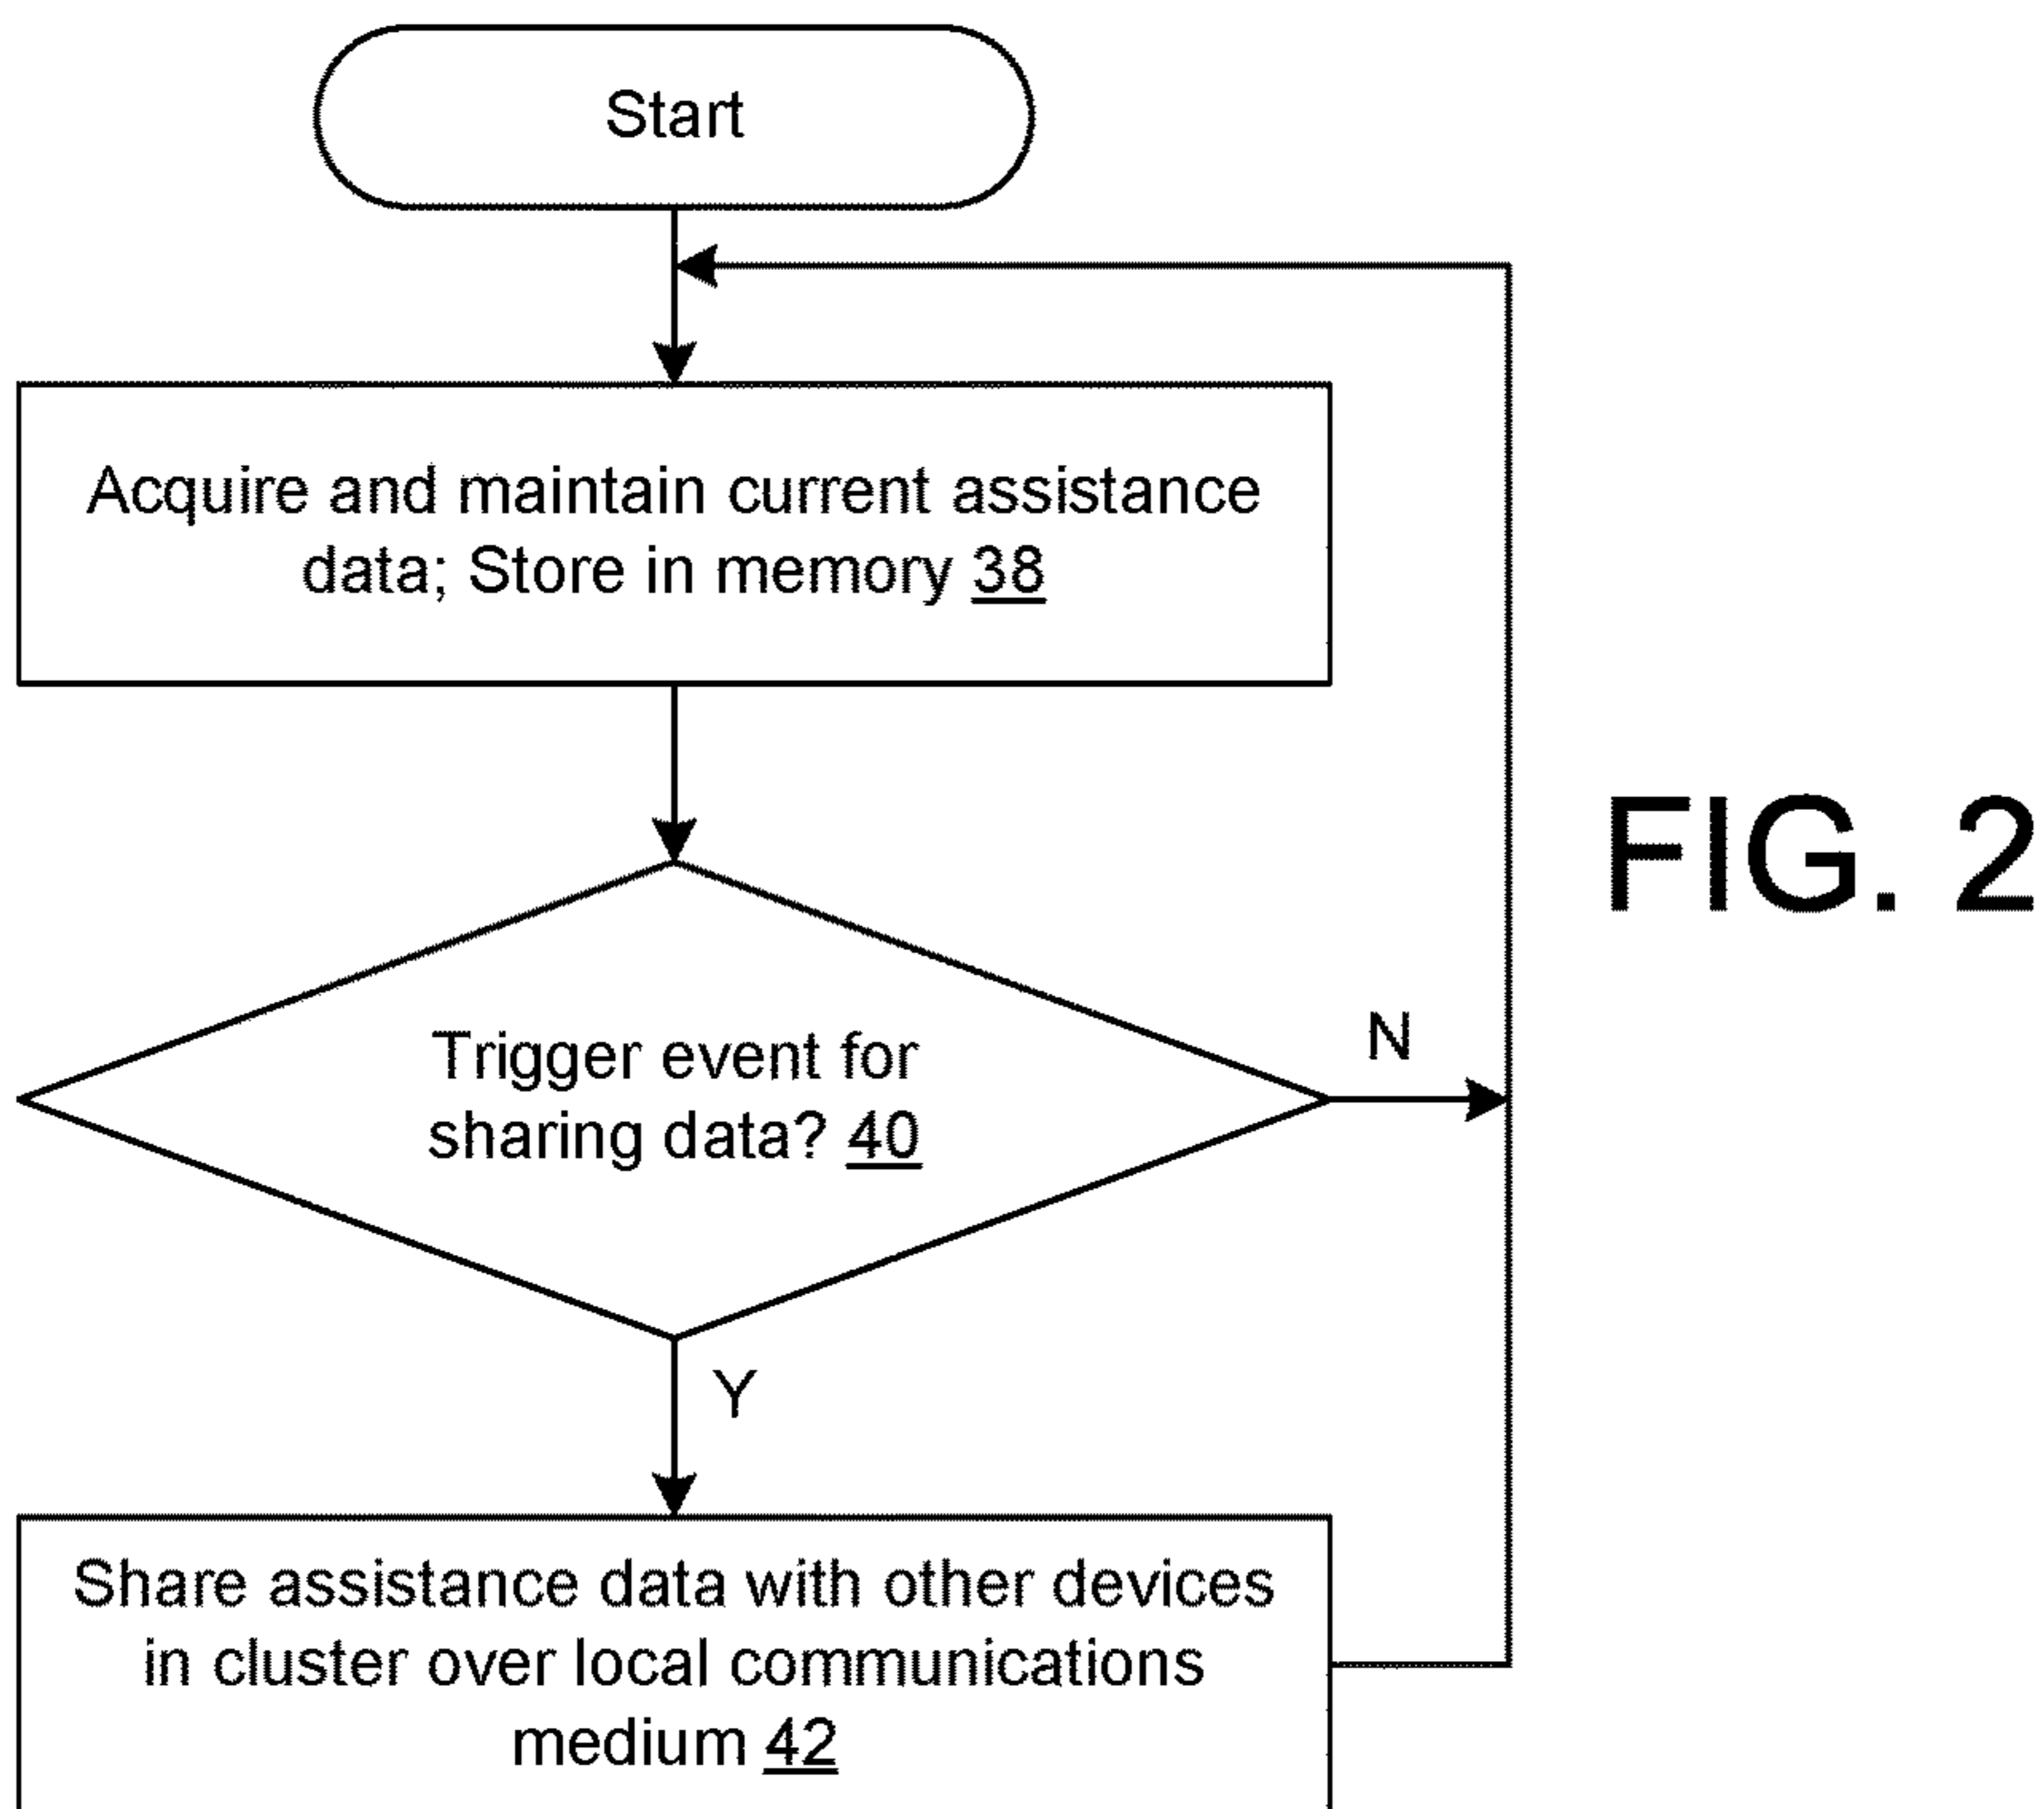 Start
Acquire and maintain current assistance
data; Store in memory 38
FIG. 2
Trigger event for
sharing data? 40
N
Y
Share assistance data with other devices
in cluster over local communications
medium 42